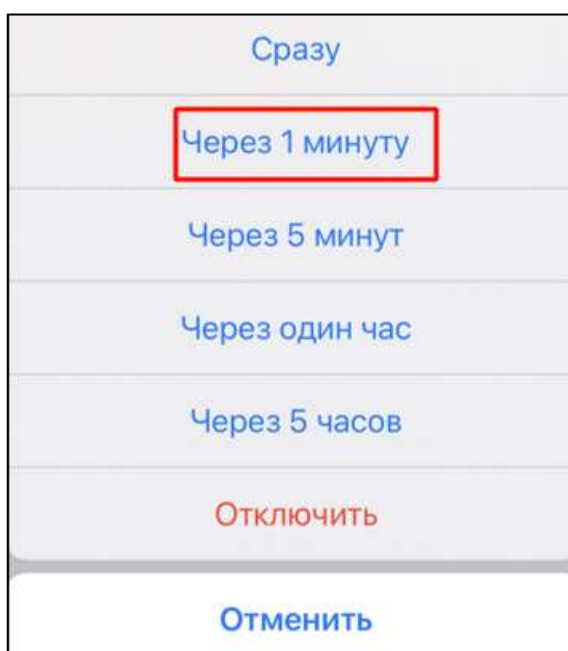 Сразу
Через 1 минуту
Через 5 минут
Через один час
Через 5 часов
Отключить
Отменить